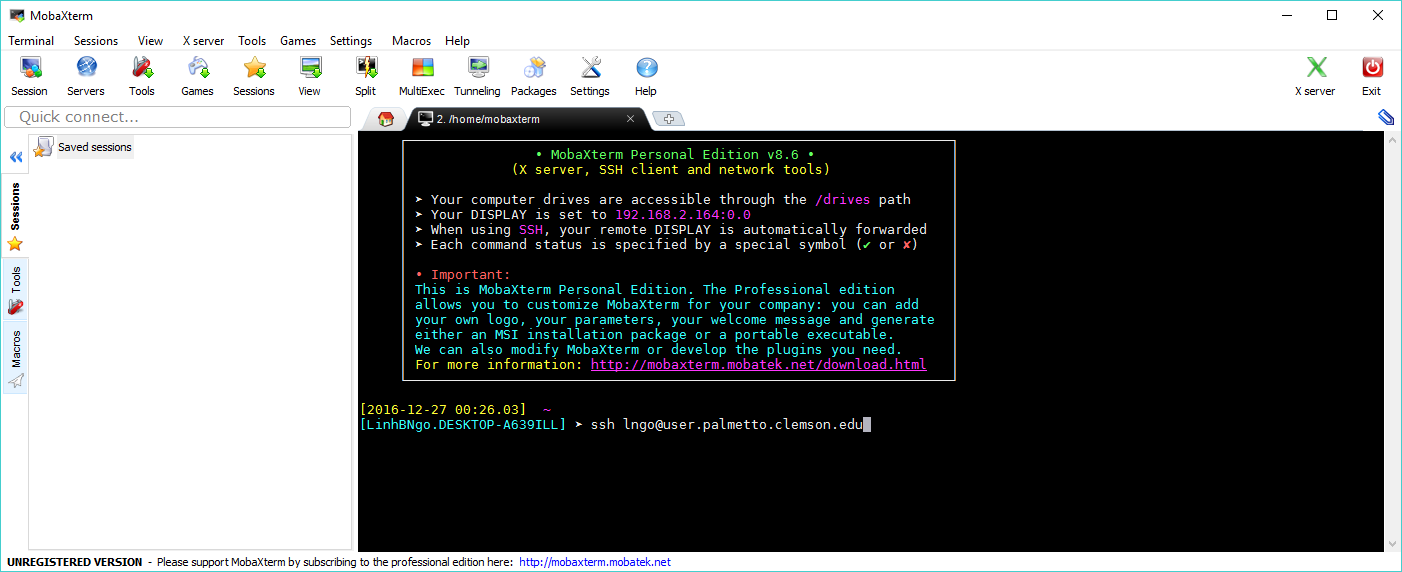 MobaXterm
Terminal Sessions View X server Tools Games Settings Macros Help
Session Servers Tools Games Sessions View Split MultiExec Tunneling Packages Settings Help X server Exit
Quick connect...
2. /home/mobaxterm
Saved sessions
Sessions
Tools
Macros
• MobaXterm Personal Edition v8.6 •
(X server, SSH client and network tools)
➤ Your computer drives are accessible through the /drives path
➤ Your DISPLAY is set to 192.168.2.164:0.0
➤ When using SSH, your remote DISPLAY is automatically forwarded
➤ Each command status is specified by a special symbol (✔ or ✘)
• Important:
This is MobaXterm Personal Edition. The Professional edition
allows you to customize MobaXterm for your company: you can add
your own logo, your parameters, your welcome message and generate
either an MSI installation package or a portable executable.
We can also modify MobaXterm or develop the plugins you need.
For more information: http://mobaxterm.mobatek.net/download.html
[2016-12-27 00:26.03] ~
[LinhBNgo.DESKTOP-A639ILL] ➤ ssh lngo@user.palmetto.clemson.edu
UNREGISTERED VERSION - Please support MobaXterm by subscribing to the professional edition here: http://mobaxterm.mobatek.net